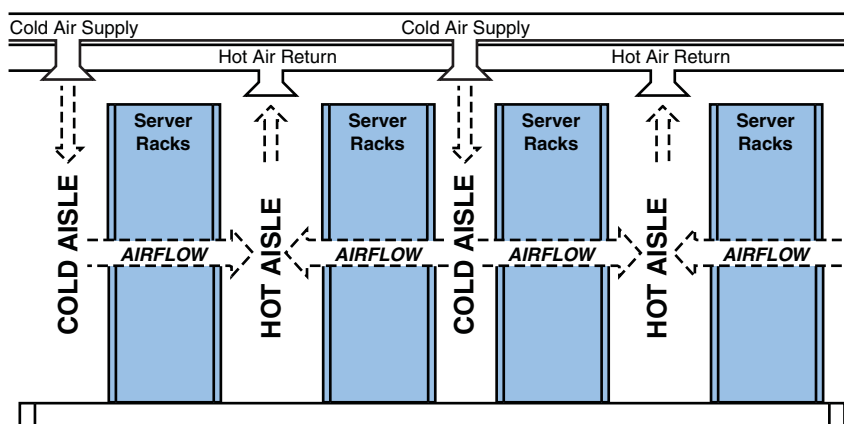 Cold Air Supply
Cold Air Supply
Hot Air Return
Hot Air Return
Server
Racks
Server
Racks
Server
Racks
Server
Racks
COLD AISLE
AIRFLOW
HOT AISLE
AIRFLOW
COLD AISLE
AIRFLOW
HOT AISLE
AIRFLOW